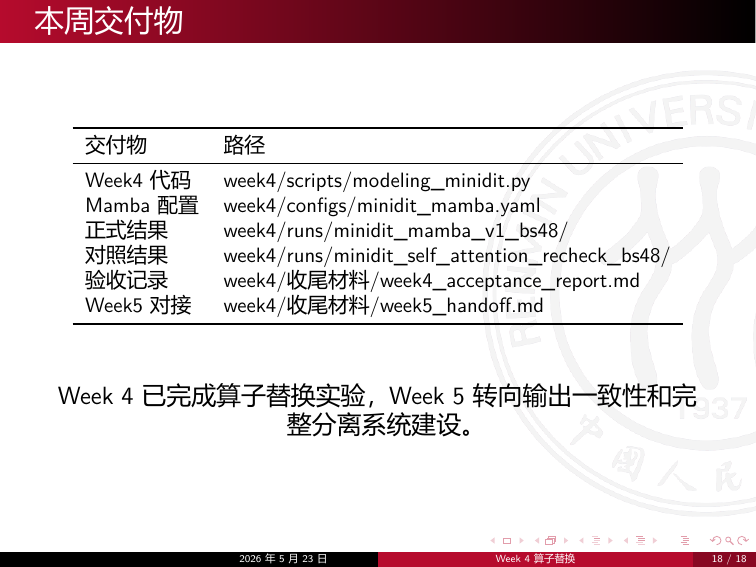 本周交付物
交付物 路径
Week4 代码 week4/scripts/modeling_minidit.py
Mamba 配置 week4/configs/minidit_mamba.yaml
正式结果 week4/runs/minidit_mamba_v1_bs48/
对照结果 week4/runs/minidit_self_attention_recheck_bs48/
验收记录 week4/收尾材料/week4_acceptance_report.md
Week5 对接 week4/收尾材料/week5_handoff.md
Week 4 已完成算子替换实验，Week 5 转向输出一致性和完
整分离系统建设。
1937
中国人民
2026 年 5 月 23 日 Week 4 算子替换 18 / 18